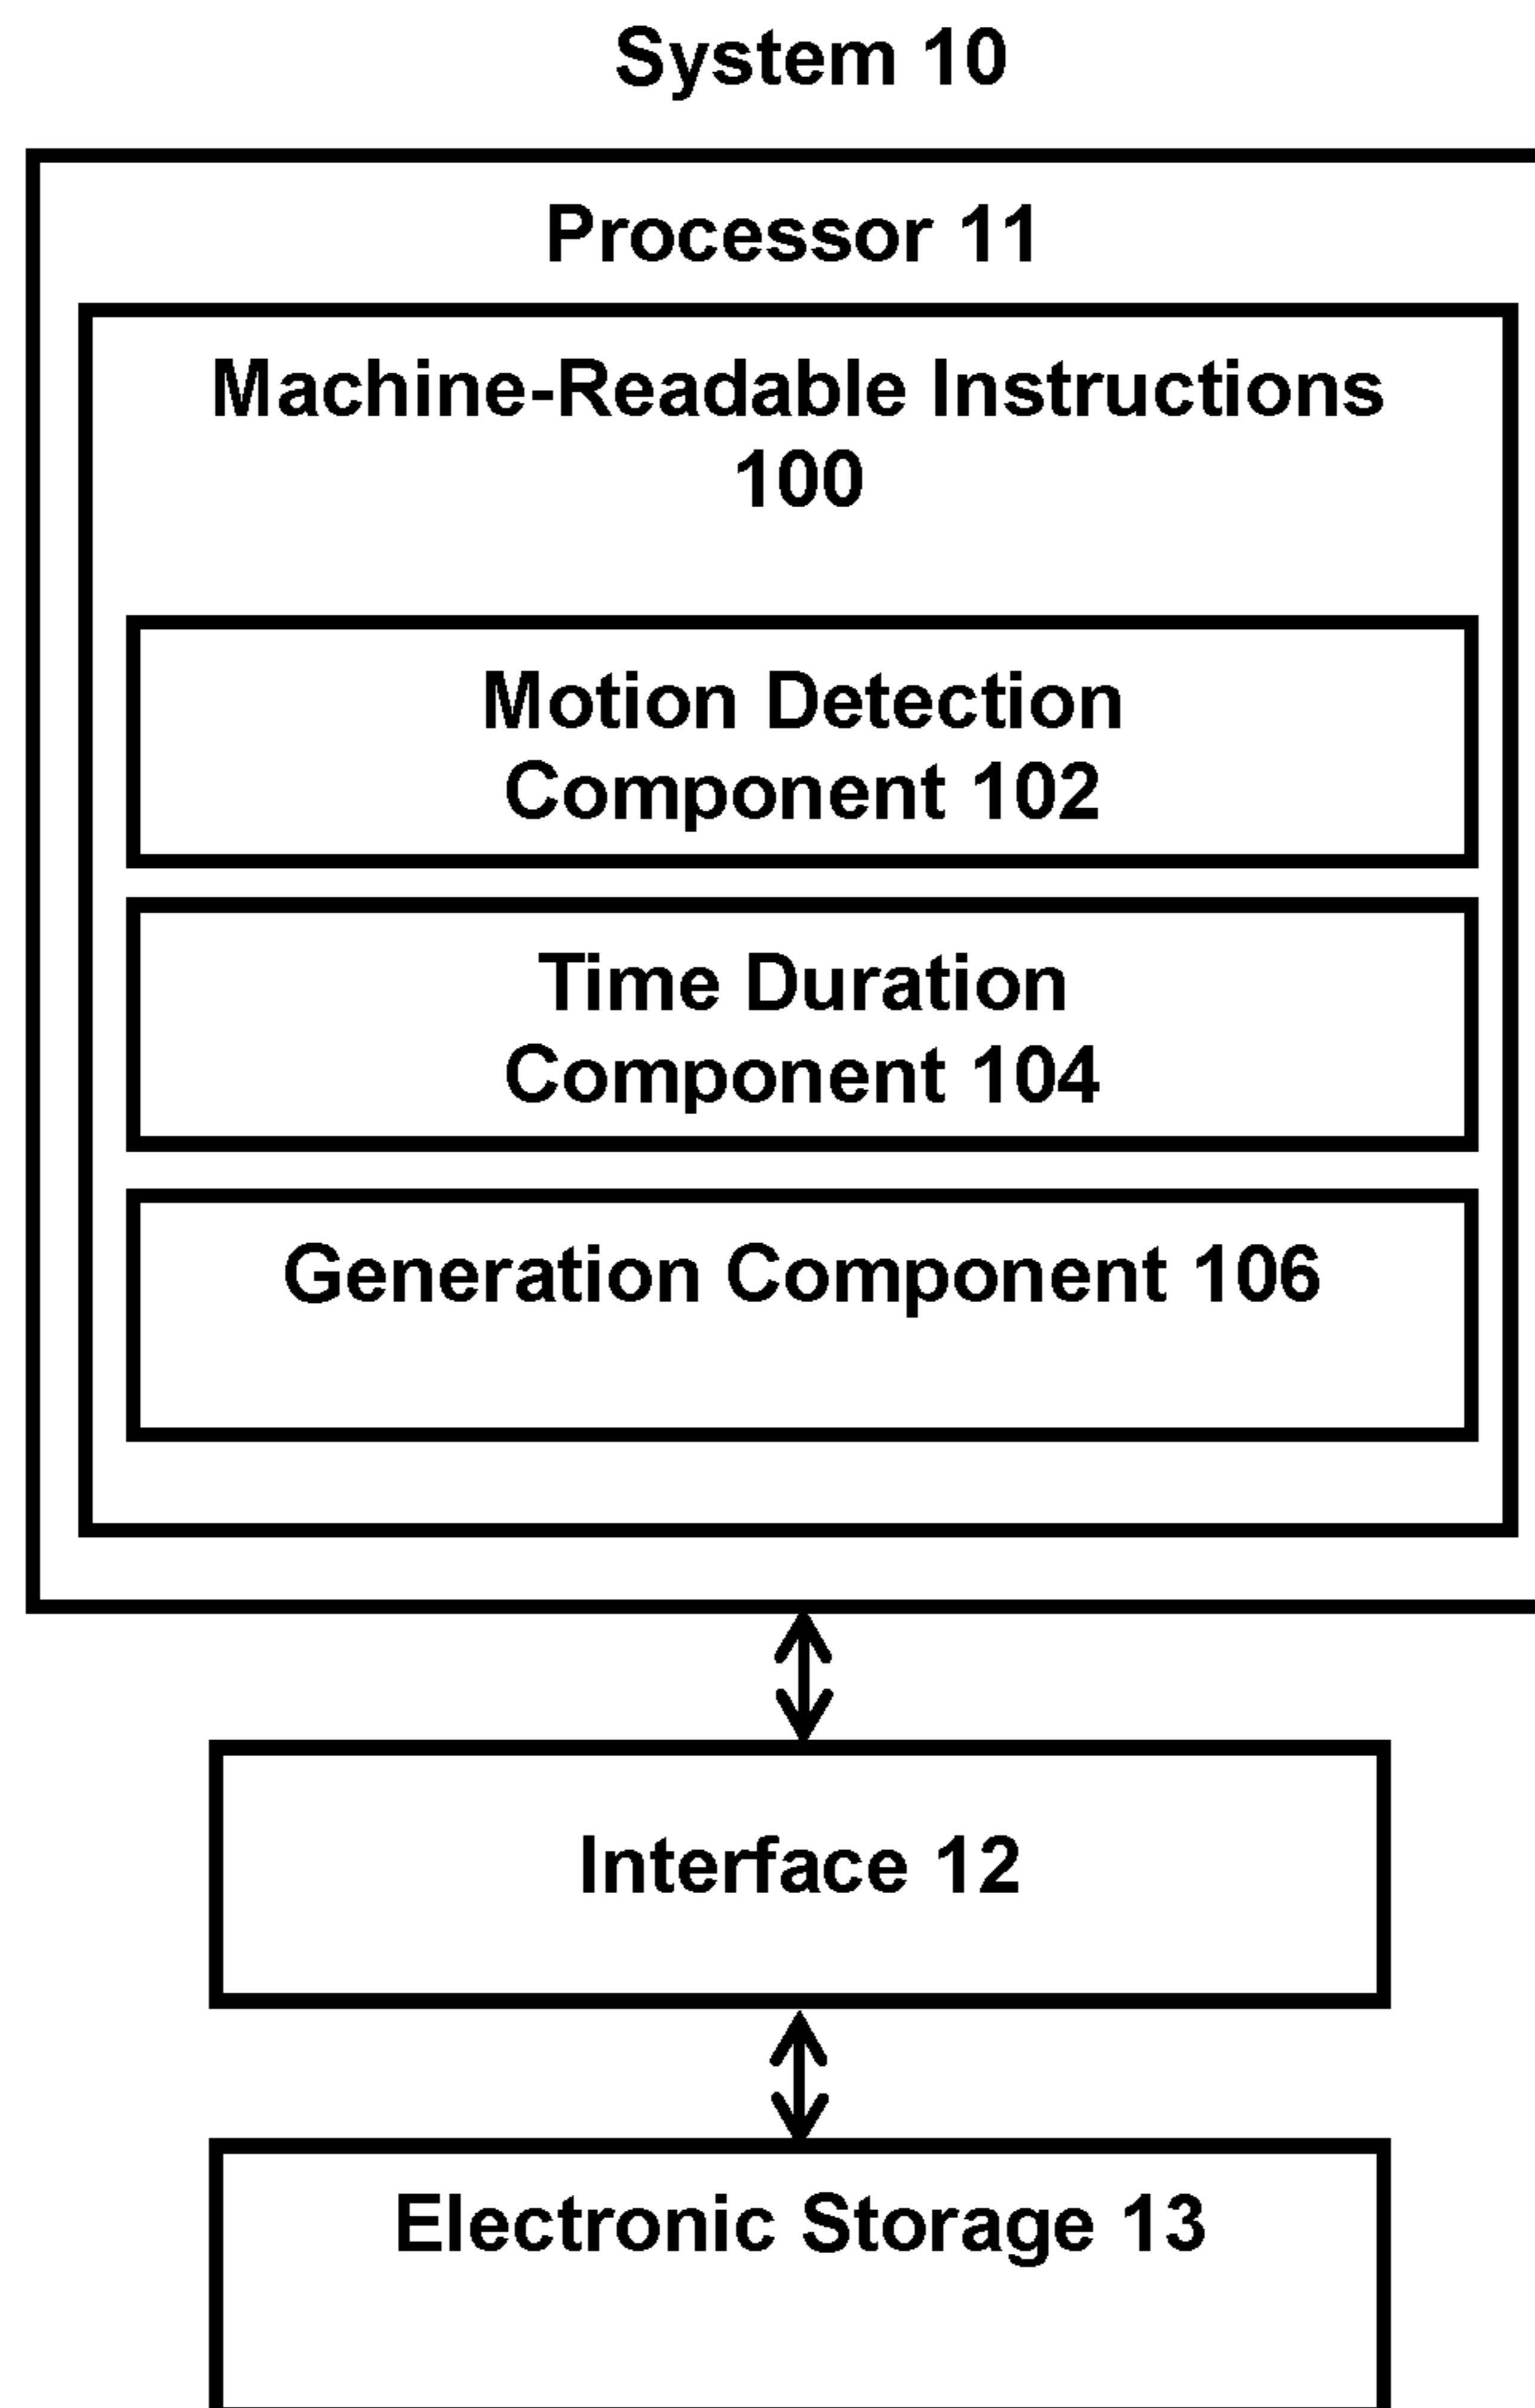 System 10
Processor 11
Machine-Readable Instructions
100
Motion Detection
Component 102
Time Duration
Component 104
Generation Component 106
Interface 12
Electronic Storage 13